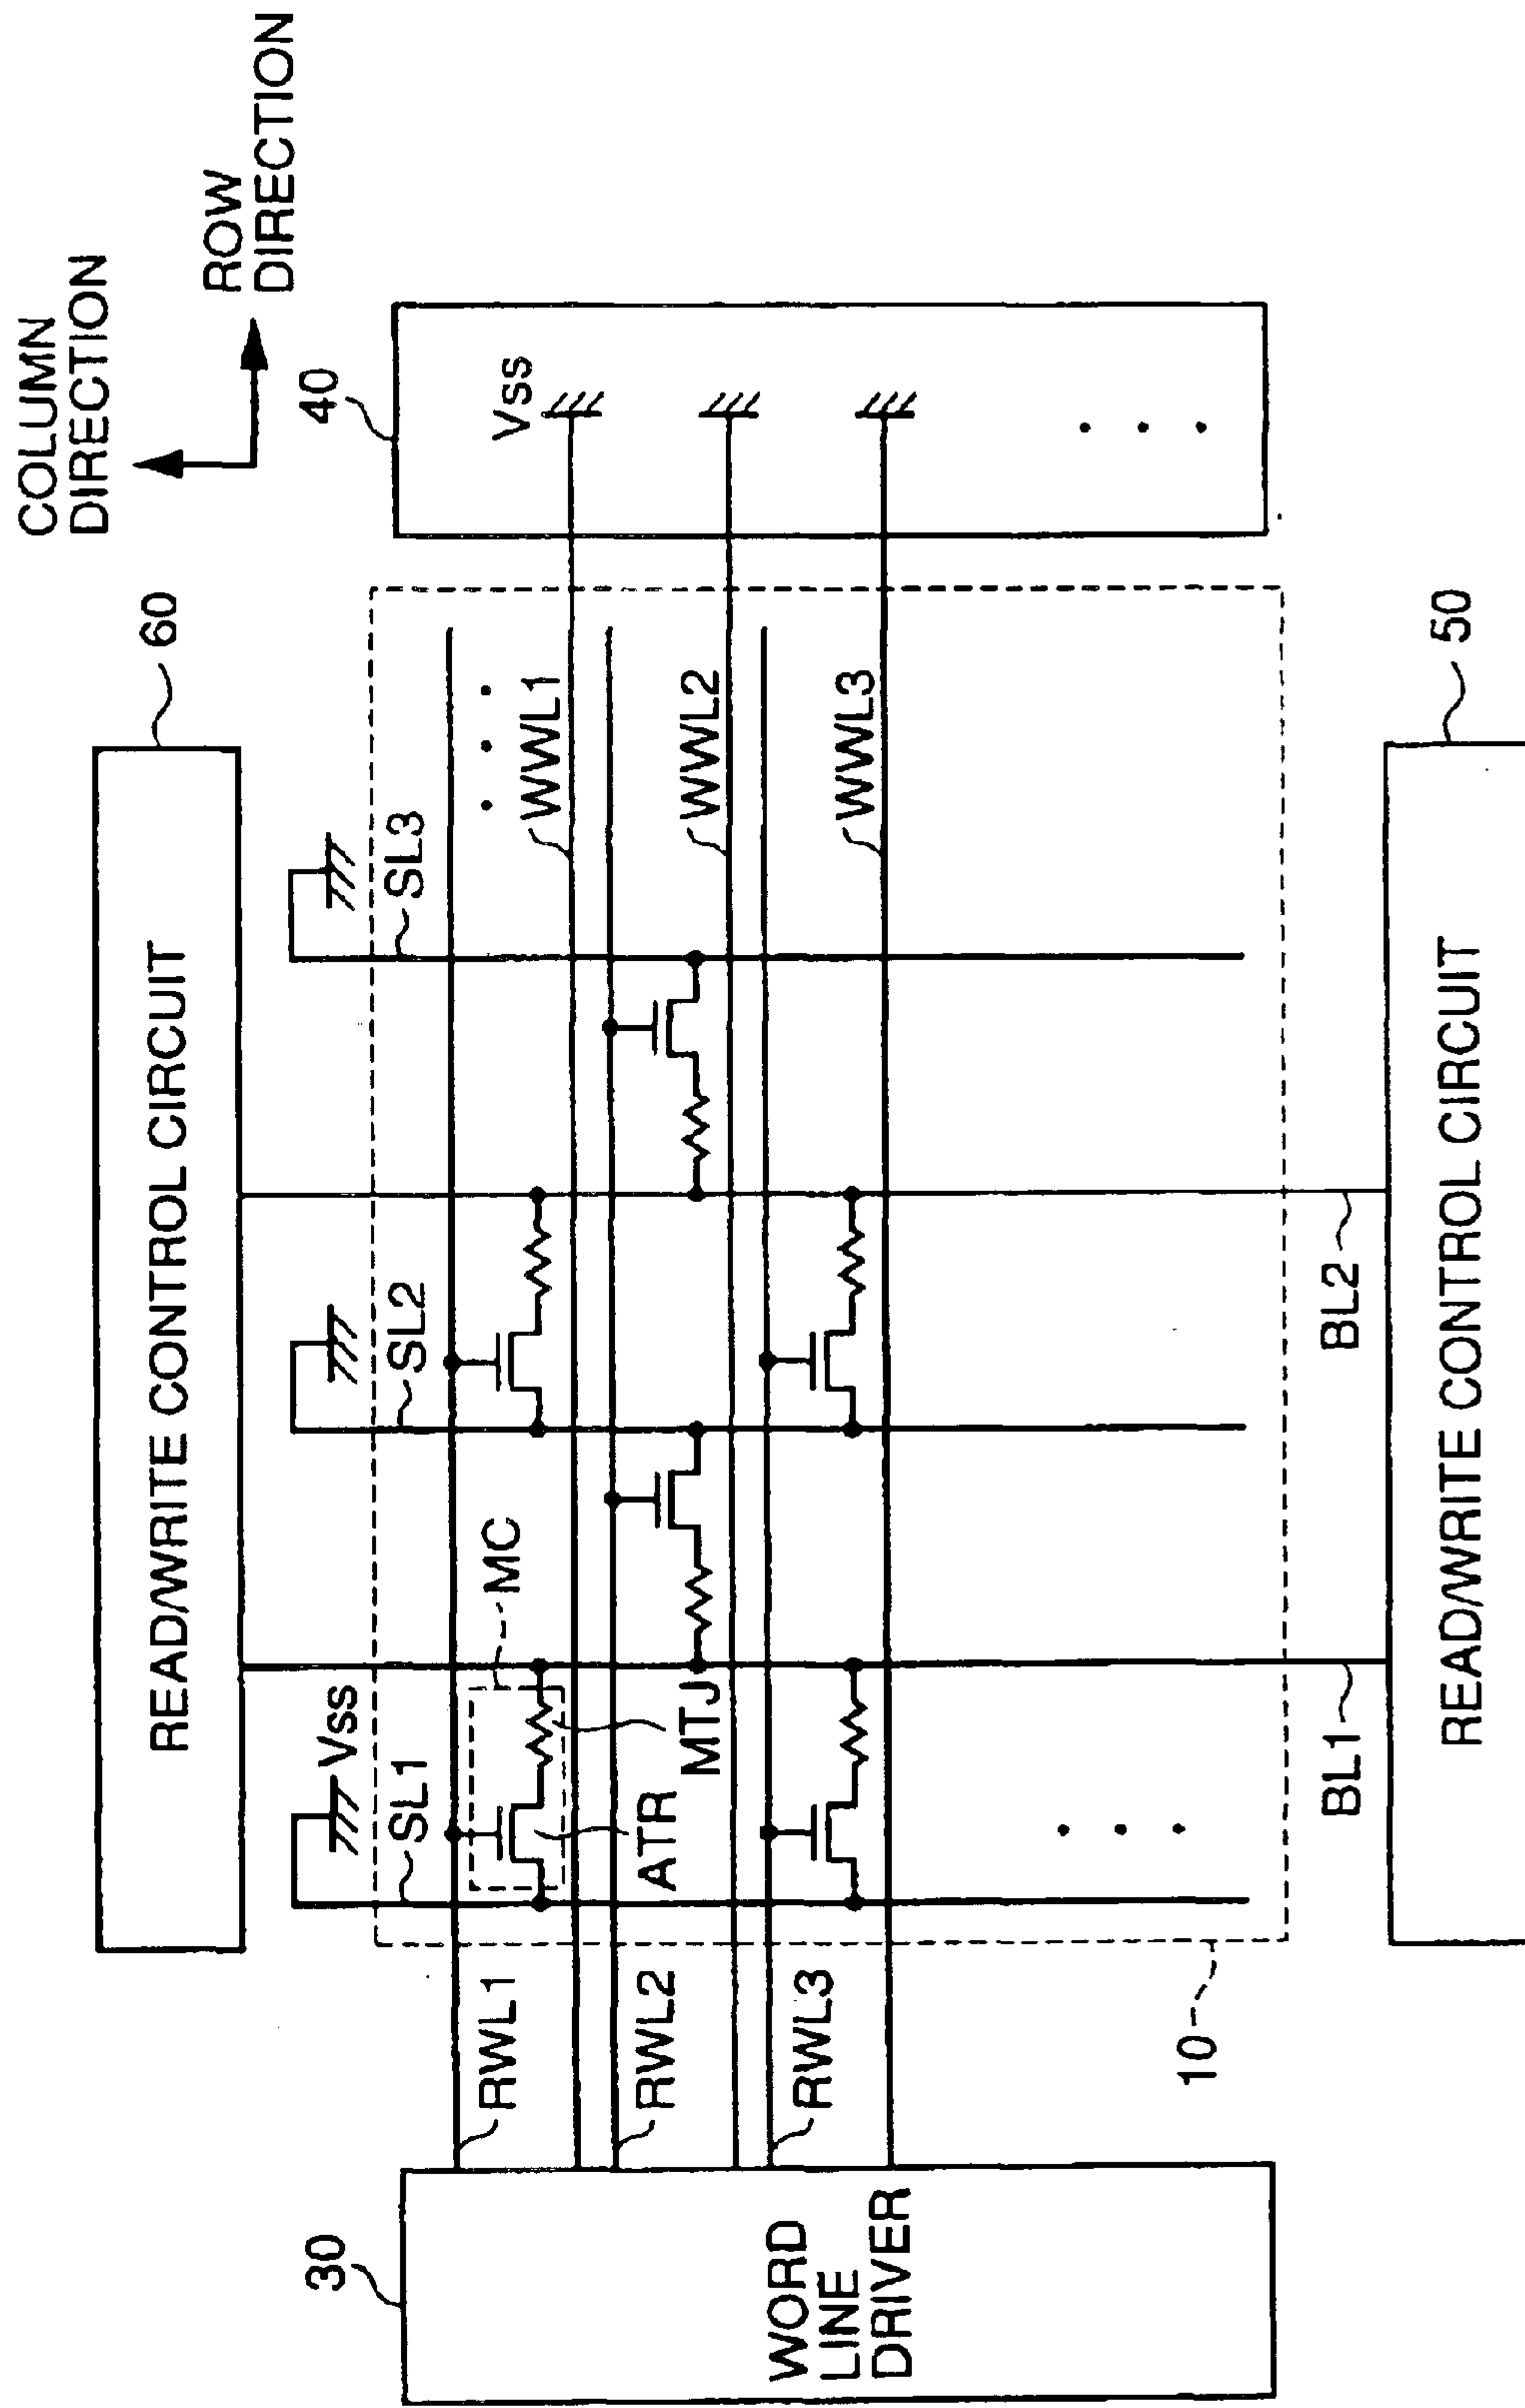 COLUMN
DIRECTION
ROW
DIRECTION
60
READ/WRITE CONTROL CIRCUIT
40
Vss
Vss
SL1
SL2
SL3
MC
WWL1
WWL2
WWL3
MTJ
ATR
RWL1
RWL2
RWL3
30
WORD
LINE
DRIVER
10
BL1
BL2
50
READ/WRITE CONTROL CIRCUIT